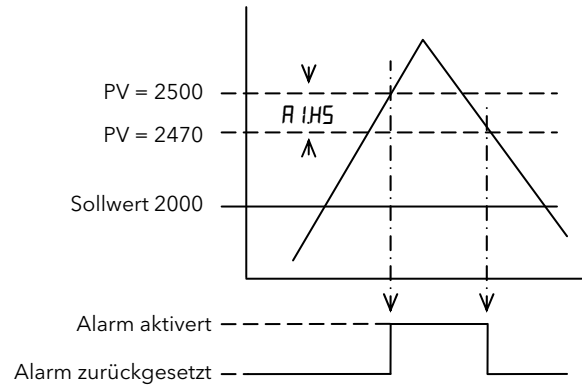 PV = 2500
A1.HS
PV = 2470
Sollwert 2000
Alarm aktivert
Alarm zurückgesetzt